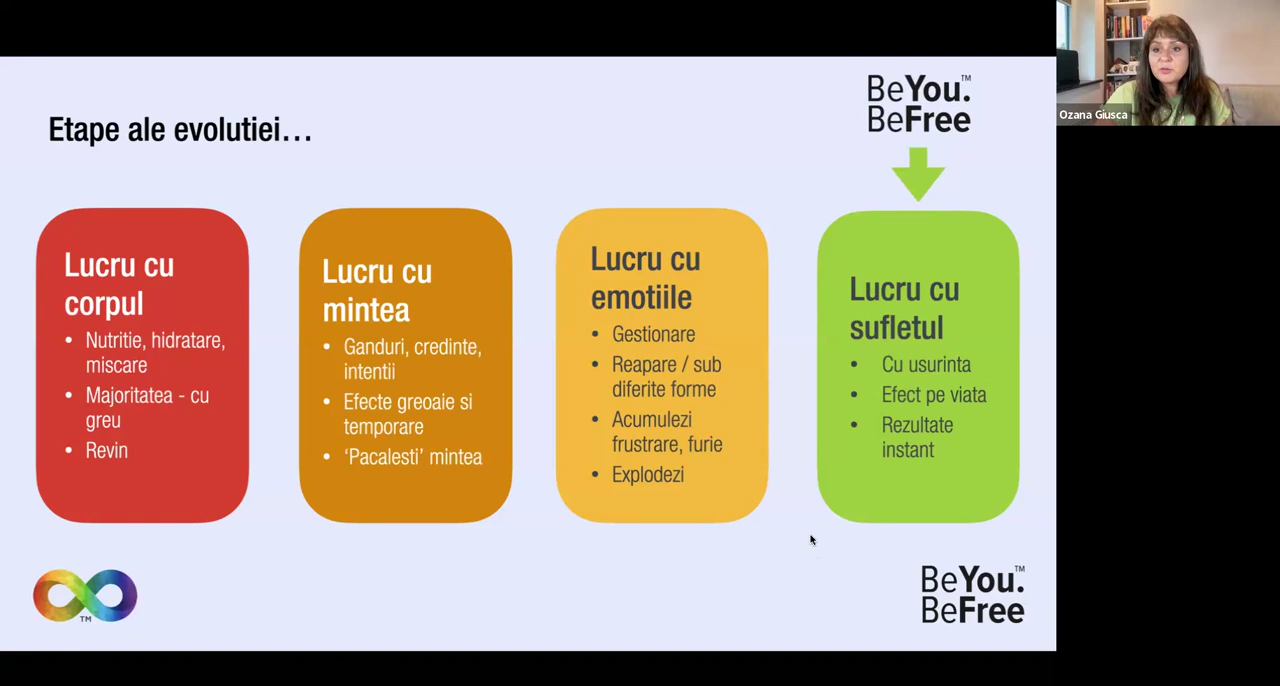 Etape ale evolutiei…
BeYou.™
BeFree
Lucru cu
corpul
• Nutritie, hidratare,
miscare
• Majoritatea - cu
greu
• Revin
Lucru cu
mintea
• Ganduri, credinte,
intentii
• Efecte greoaie si
temporare
• ‘Pacalesti’ mintea
Lucru cu
emotiile
• Gestionare
• Reapare / sub
diferite forme
• Acumulezi
frustrare, furie
• Explodezi
Lucru cu
sufletul
• Cu usurinta
• Efect pe viata
• Rezultate
instant
TM
BeYou.™
BeFree
Ozana Giusca